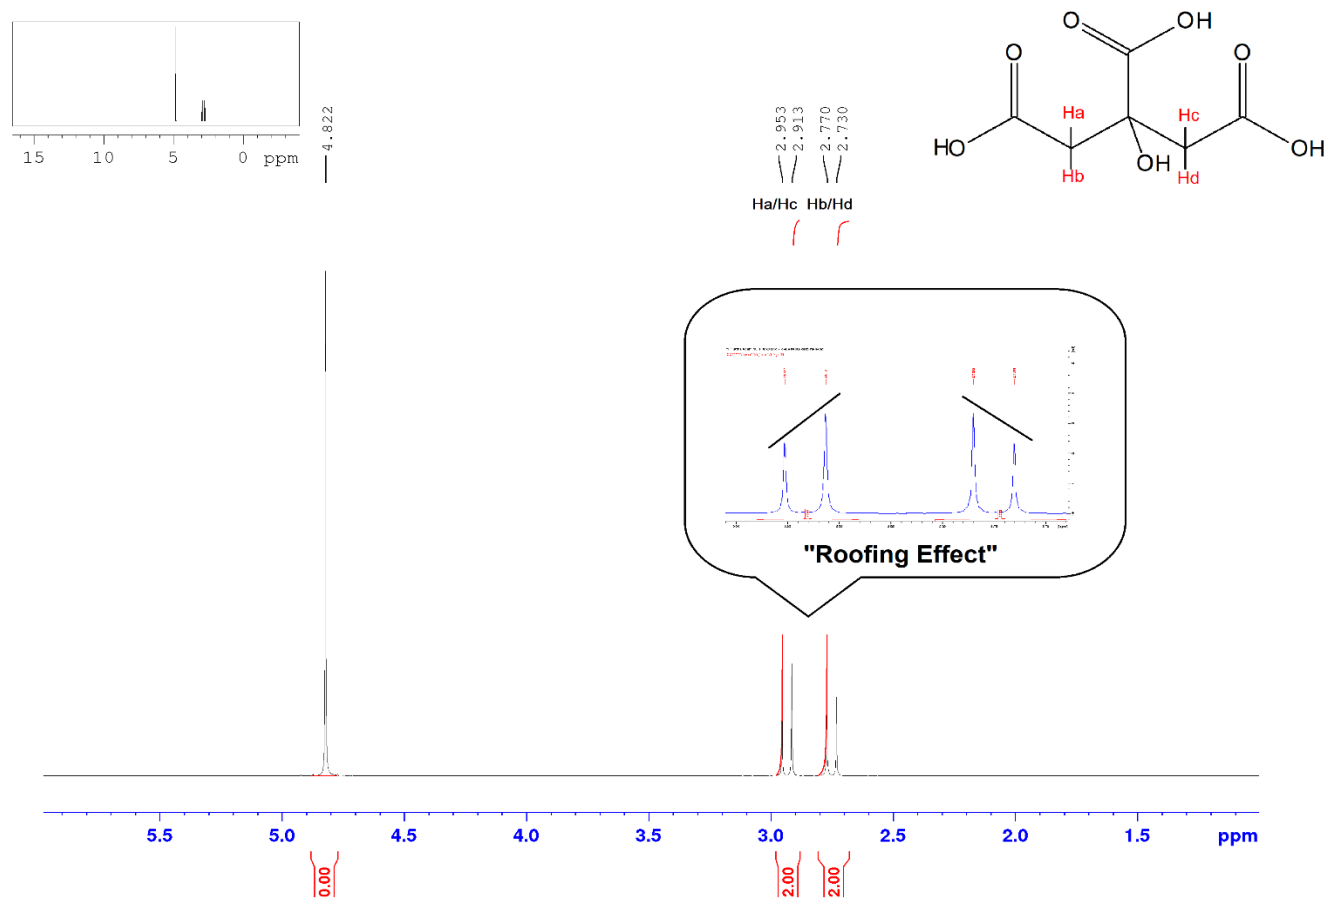 15 10 5 0 ppm
4.822
2.953
2.913
2.770
2.730
Ha/Hc Hb/Hd
O OH
O O
Ha Hc
HO OH OH
Hb Hd
"Roofing Effect"
5.5 5.0 4.5 4.0 3.5 3.0 2.5 2.0 1.5 ppm
0.00 2.00 2.00